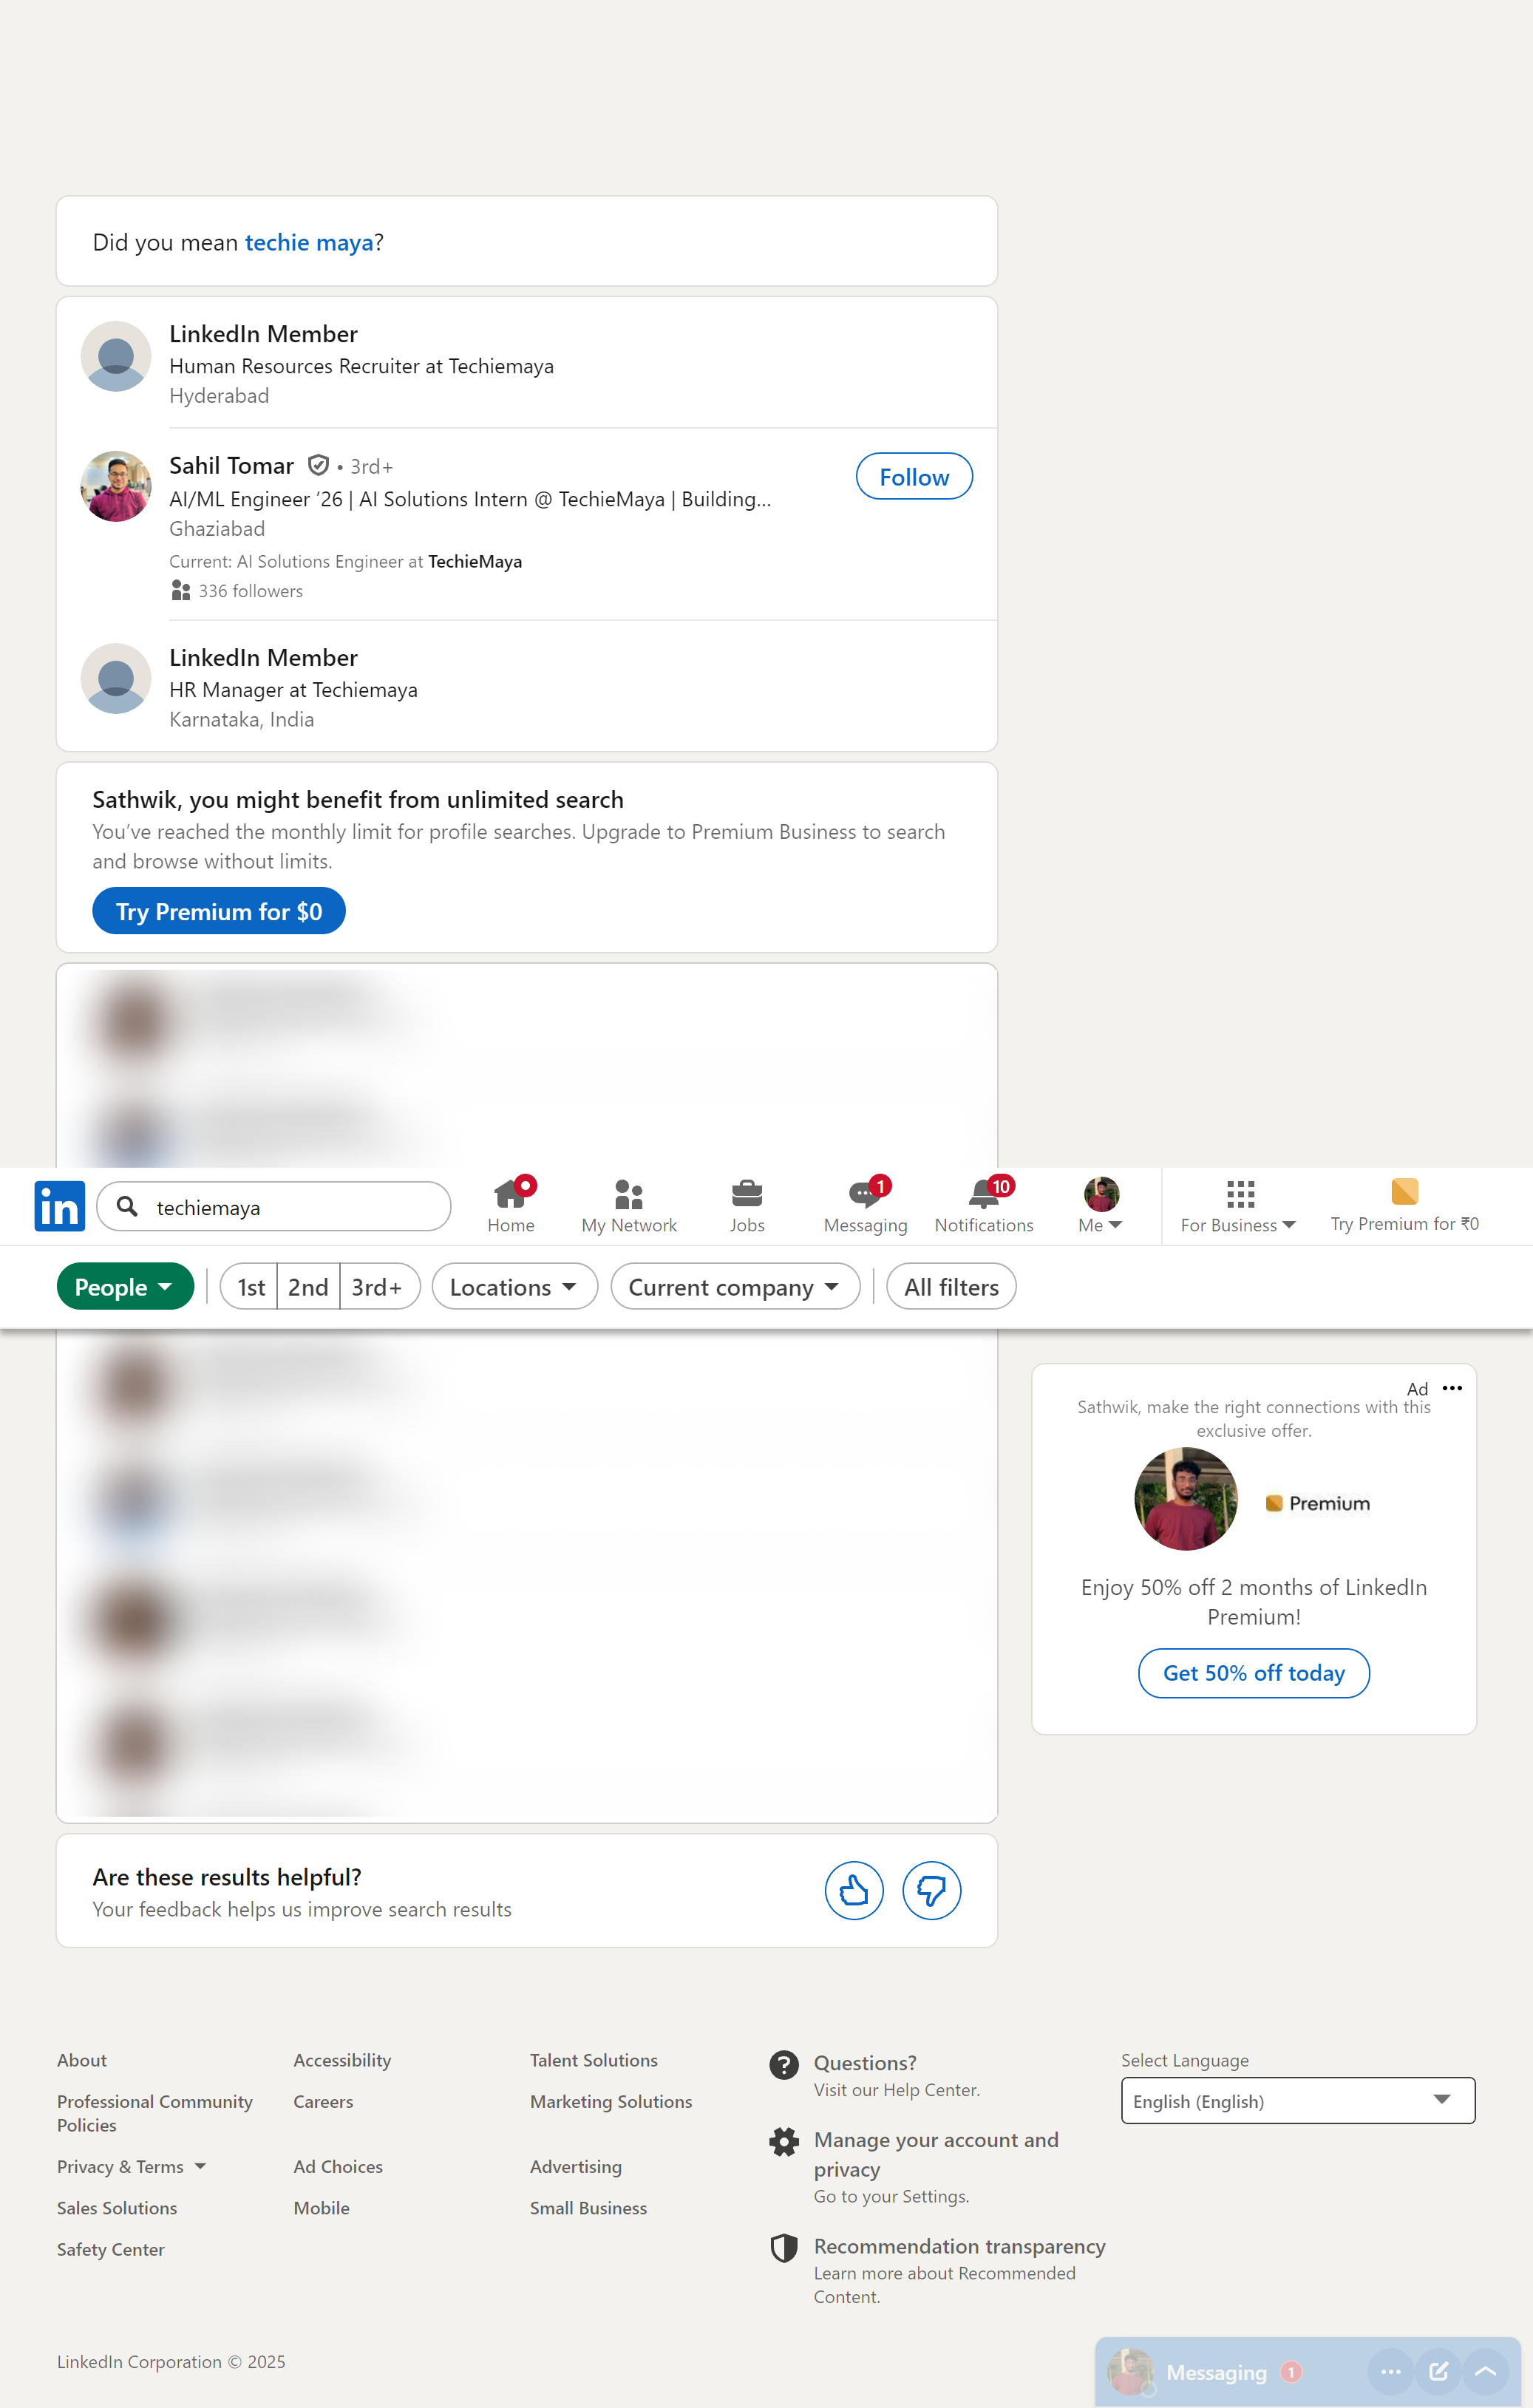 Did you mean techie maya?
LinkedIn Member
Human Resources Recruiter at Techiemaya
Hyderabad
Sahil Tomar • 3rd+
Follow
AI/ML Engineer ’26 | AI Solutions Intern @ TechieMaya | Building...
Ghaziabad
Current: AI Solutions Engineer at TechieMaya
336 followers
LinkedIn Member
HR Manager at Techiemaya
Karnataka, India
Sathwik, you might benefit from unlimited search
You’ve reached the monthly limit for profile searches. Upgrade to Premium Business to search
and browse without limits.
Try Premium for $0
in
techiemaya
Home
My Network
Jobs
1
Messaging
10
Notifications
Me
For Business
Try Premium for ₹0
People
1st
2nd
3rd+
Locations
Current company
All filters
Ad
Sathwik, make the right connections with this
exclusive offer.
Premium
Enjoy 50% off 2 months of LinkedIn
Premium!
Get 50% off today
Are these results helpful?
Your feedback helps us improve search results
About
Accessibility
Talent Solutions
Professional Community
Policies
Careers
Marketing Solutions
Privacy & Terms
Ad Choices
Advertising
Sales Solutions
Mobile
Small Business
Safety Center
Questions?
Visit our Help Center.
Manage your account and
privacy
Go to your Settings.
Recommendation transparency
Learn more about Recommended
Content.
Select Language
English (English)
LinkedIn Corporation © 2025
Messaging 1